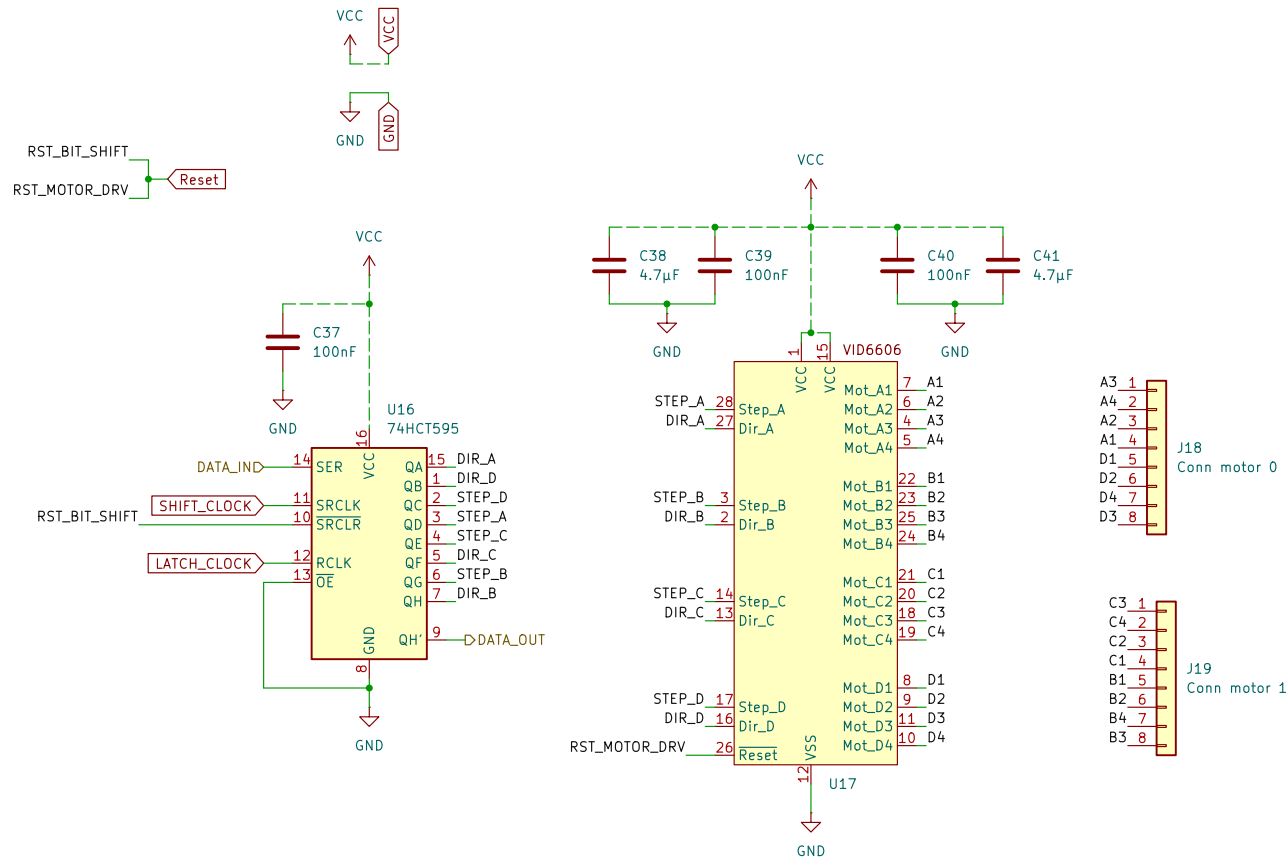 VCC
VCC
GND
GND
RST_BIT_SHIFT
RST_MOTOR_DRV
Reset
VCC
C37
100nF
GND
U16
74HCT595
16
VCC
DATA_IN
14
SER
SHIFT_CLOCK
11
SRCLK
RST_BIT_SHIFT
10
SRCLR
LATCH_CLOCK
12
RCLK
13
OE
QA
15
DIR_A
QB
1
DIR_D
QC
2
STEP_D
QD
3
STEP_A
QE
4
STEP_C
QF
5
DIR_C
QG
6
STEP_B
QH
7
DIR_B
QH'
9
DATA_OUT
GND
8
GND
VCC
C38
4.7µF
C39
100nF
C40
100nF
C41
4.7µF
GND
GND
VID6606
1
VCC
15
VCC
STEP_A
28
Step_A
DIR_A
27
Dir_A
STEP_B
3
Step_B
DIR_B
2
Dir_B
STEP_C
14
Step_C
DIR_C
13
Dir_C
STEP_D
17
Step_D
DIR_D
16
Dir_D
RST_MOTOR_DRV
26
Reset
Mot_A1
7
A1
Mot_A2
6
A2
Mot_A3
4
A3
Mot_A4
5
A4
Mot_B1
22
B1
Mot_B2
23
B2
Mot_B3
25
B3
Mot_B4
24
B4
Mot_C1
21
C1
Mot_C2
20
C2
Mot_C3
18
C3
Mot_C4
19
C4
Mot_D1
8
D1
Mot_D2
9
D2
Mot_D3
11
D3
Mot_D4
10
D4
VSS
12
U17
GND
A3 1
A4 2
A2 3
A1 4
D1 5
D2 6
D4 7
D3 8
J18
Conn motor 0
C3 1
C4 2
C2 3
C1 4
B1 5
B2 6
B4 7
B3 8
J19
Conn motor 1